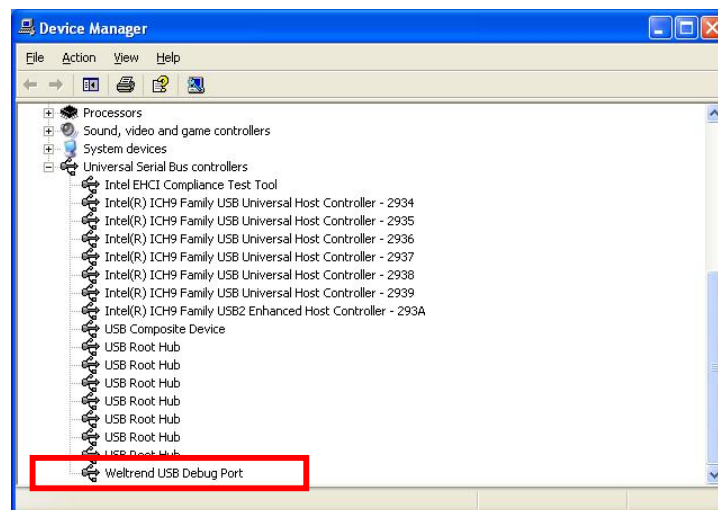 Device Manager
File Action View Help
Processors
Sound, video and game controllers
System devices
Universal Serial Bus controllers
Intel EHCI Compliance Test Tool
Intel(R) ICH9 Family USB Universal Host Controller - 2934
Intel(R) ICH9 Family USB Universal Host Controller - 2935
Intel(R) ICH9 Family USB Universal Host Controller - 2936
Intel(R) ICH9 Family USB Universal Host Controller - 2937
Intel(R) ICH9 Family USB Universal Host Controller - 2938
Intel(R) ICH9 Family USB Universal Host Controller - 2939
Intel(R) ICH9 Family USB2 Enhanced Host Controller - 293A
USB Composite Device
USB Root Hub
USB Root Hub
USB Root Hub
USB Root Hub
USB Root Hub
USB Root Hub
USB Root Hub
Weltrend USB Debug Port